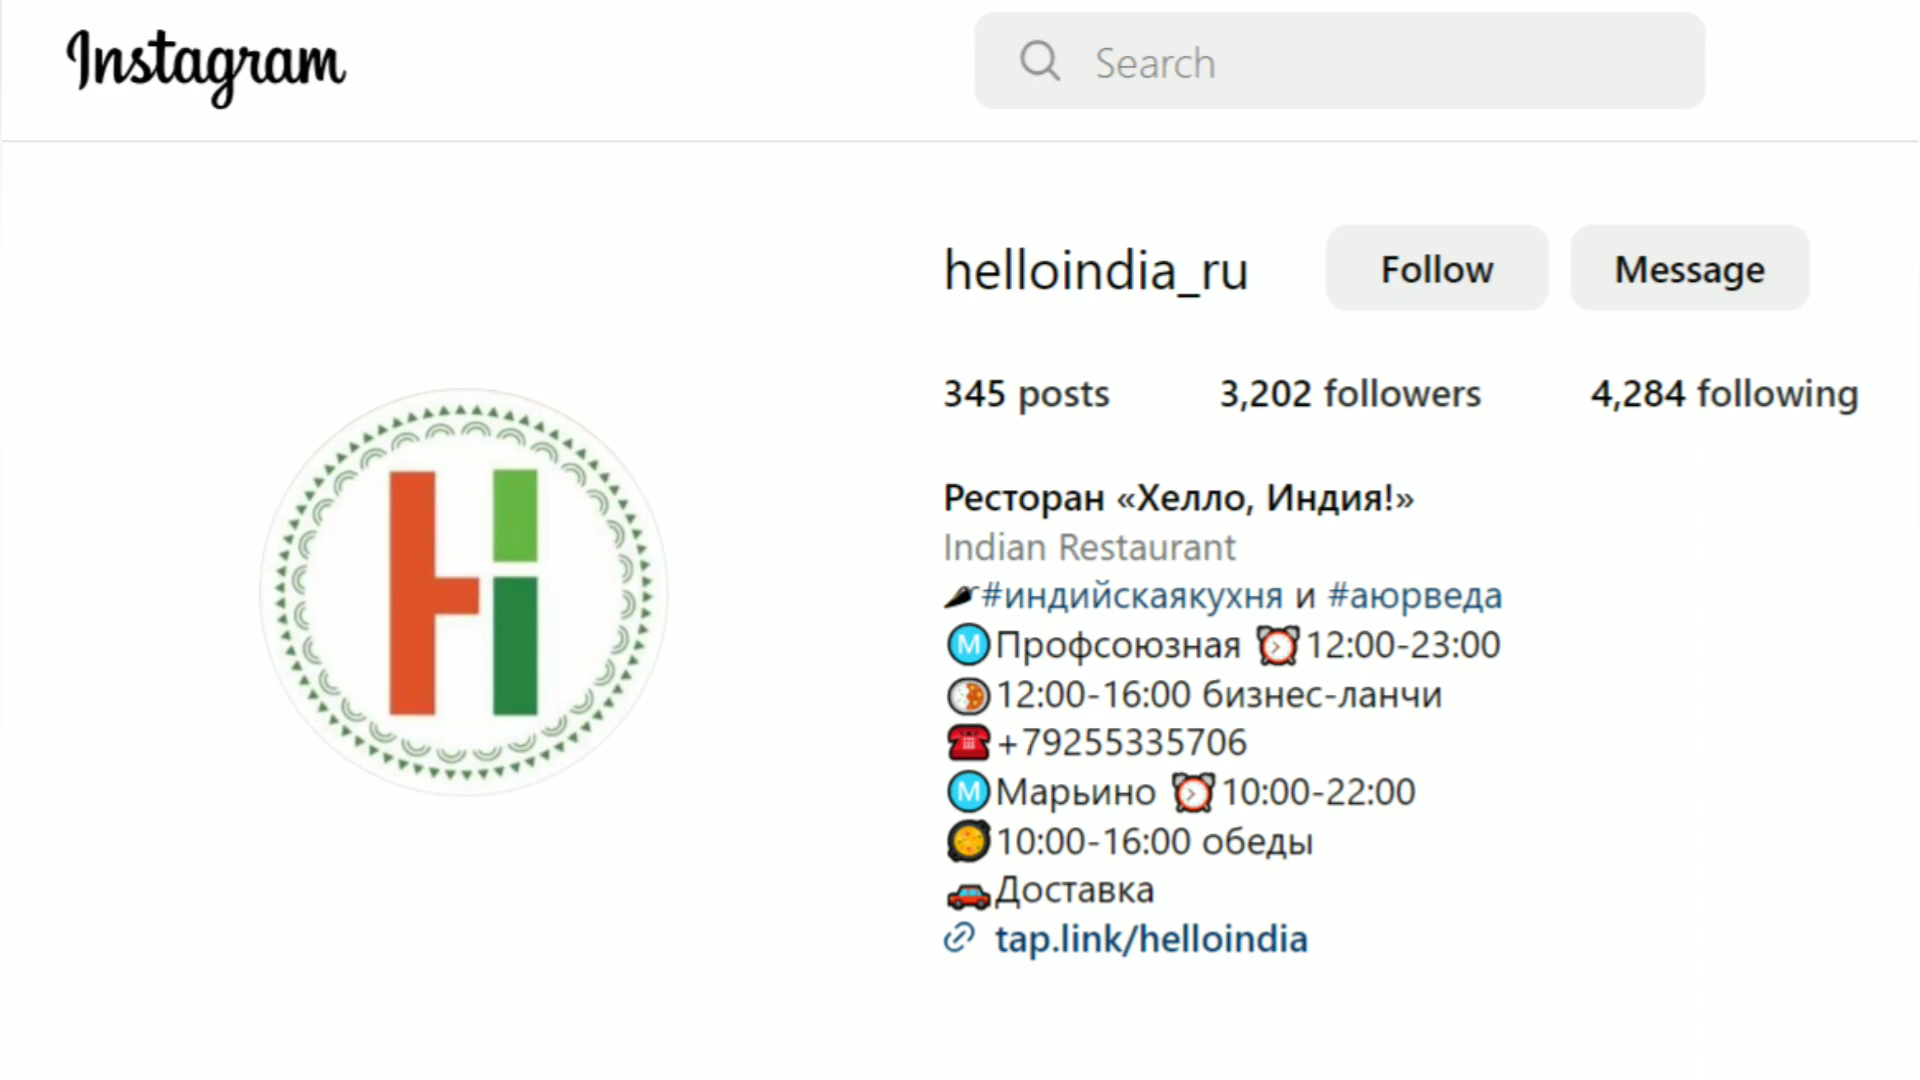 Instagram
Search
helloindia_ru Follow Message
345 posts 3,202 followers 4,284 following
Ресторан «Хелло, Индия!»
Indian Restaurant
🌶#индийскаякухня и #аюрведа
ⓂПрофсоюзная ⏰12:00-23:00
🍛12:00-16:00 бизнес-ланчи
☎+79255335706
ⓂМарьино ⏰10:00-22:00
🥘10:00-16:00 обеды
🚗Доставка
tap.link/helloindia